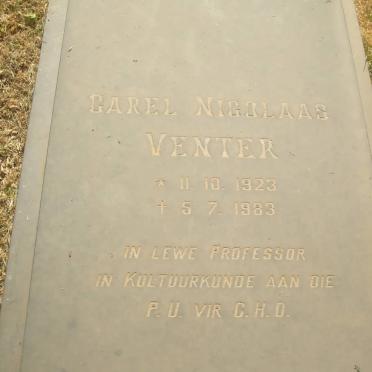 CAREL NICOLAAS
VENTER
* 11. 10. 1923
† 5. 7. 1983
IN LEWE PROFESSOR
IN KULTUURKUNDE AAN DIE
P. U. VIR C. H. O.